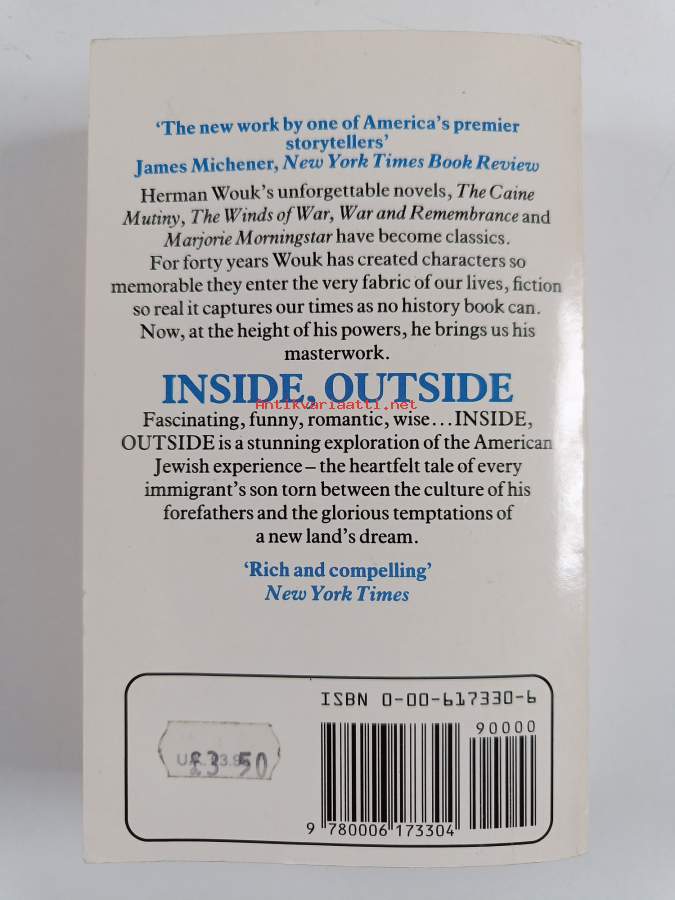 ‘The new work by one of America’s premier
storytellers’
James Michener, New York Times Book Review
Herman Wouk’s unforgettable novels, The Caine
Mutiny, The Winds of War, War and Remembrance and
Marjorie Morningstar have become classics.
For forty years Wouk has created characters so
memorable they enter the very fabric of our lives, fiction
so real it captures our times as no history book can.
Now, at the height of his powers, he brings us his
masterwork.
INSIDE, OUTSIDE
Antikvariaatti.net
Fascinating, funny, romantic, wise...INSIDE,
OUTSIDE is a stunning exploration of the American
Jewish experience – the heartfelt tale of every
immigrant’s son torn between the culture of his
forefathers and the glorious temptations of
a new land’s dream.
‘Rich and compelling’
New York Times
ISBN 0-00-617330-6
90000
£3 50
9 780006 173304